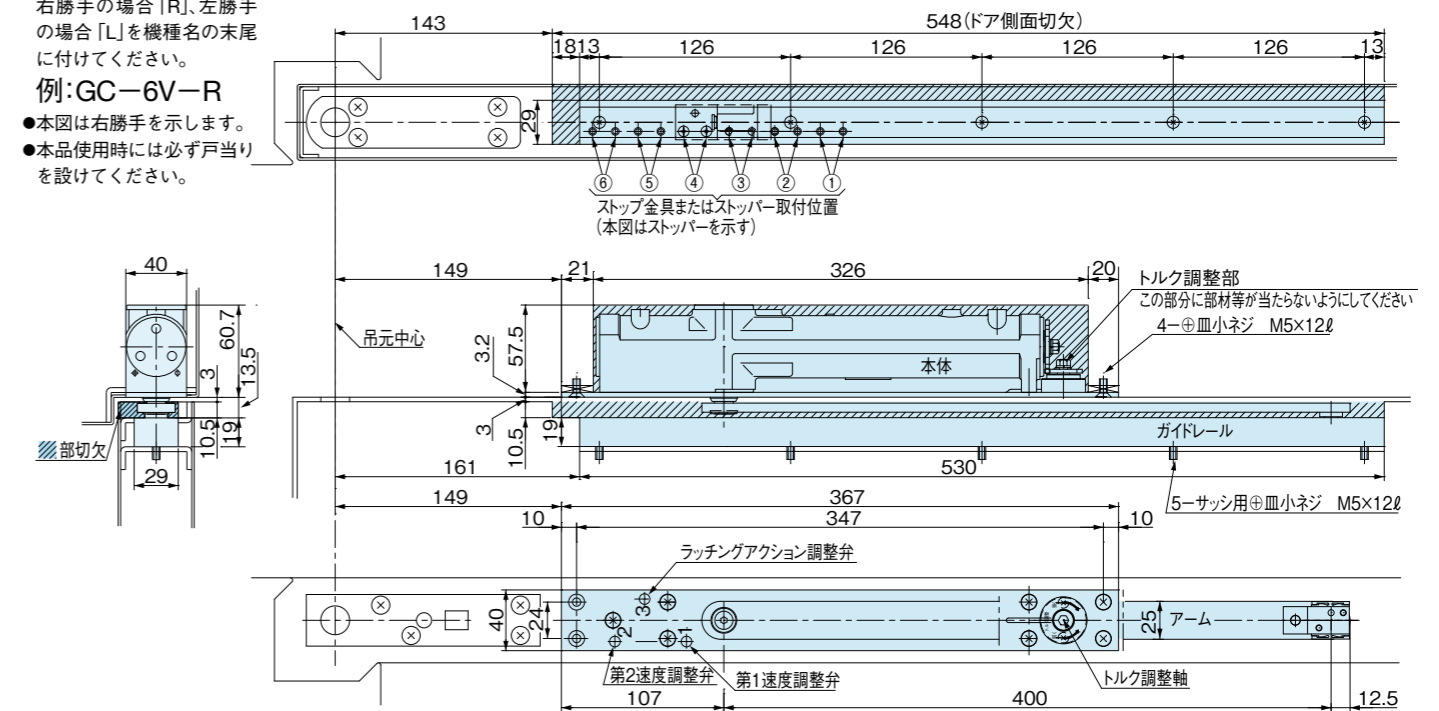 右勝手の場合「R」、左勝手
の場合「L」を機種名の末尾
に付けてください。
例:GC－6V－R
●本図は右勝手を示します。
●本品使用時には必ず戸当り
を設けてください。
143
548(ドア側面切欠)
18
13
126
126
126
126
13
29
⑥
⑤
④
③
②
①
ストップ金具またはストッパー取付位置
(本図はストッパーを示す)
40
60.7
3
13.5
10.5
19
29
部切欠
149
21
326
20
吊元中心
3.2
57.5
本体
トルク調整部
この部分に部材等が当たらないようにしてください
4－⊕皿小ネジ M5×12ℓ
3
10.5
19
ガイドレール
161
530
5－サッシ用⊕皿小ネジ M5×12ℓ
149
367
10
347
10
ラッチングアクション調整弁
40
24
3
2
1
25
アーム
第2速度調整弁
第1速度調整弁
トルク調整軸
107
400
12.5